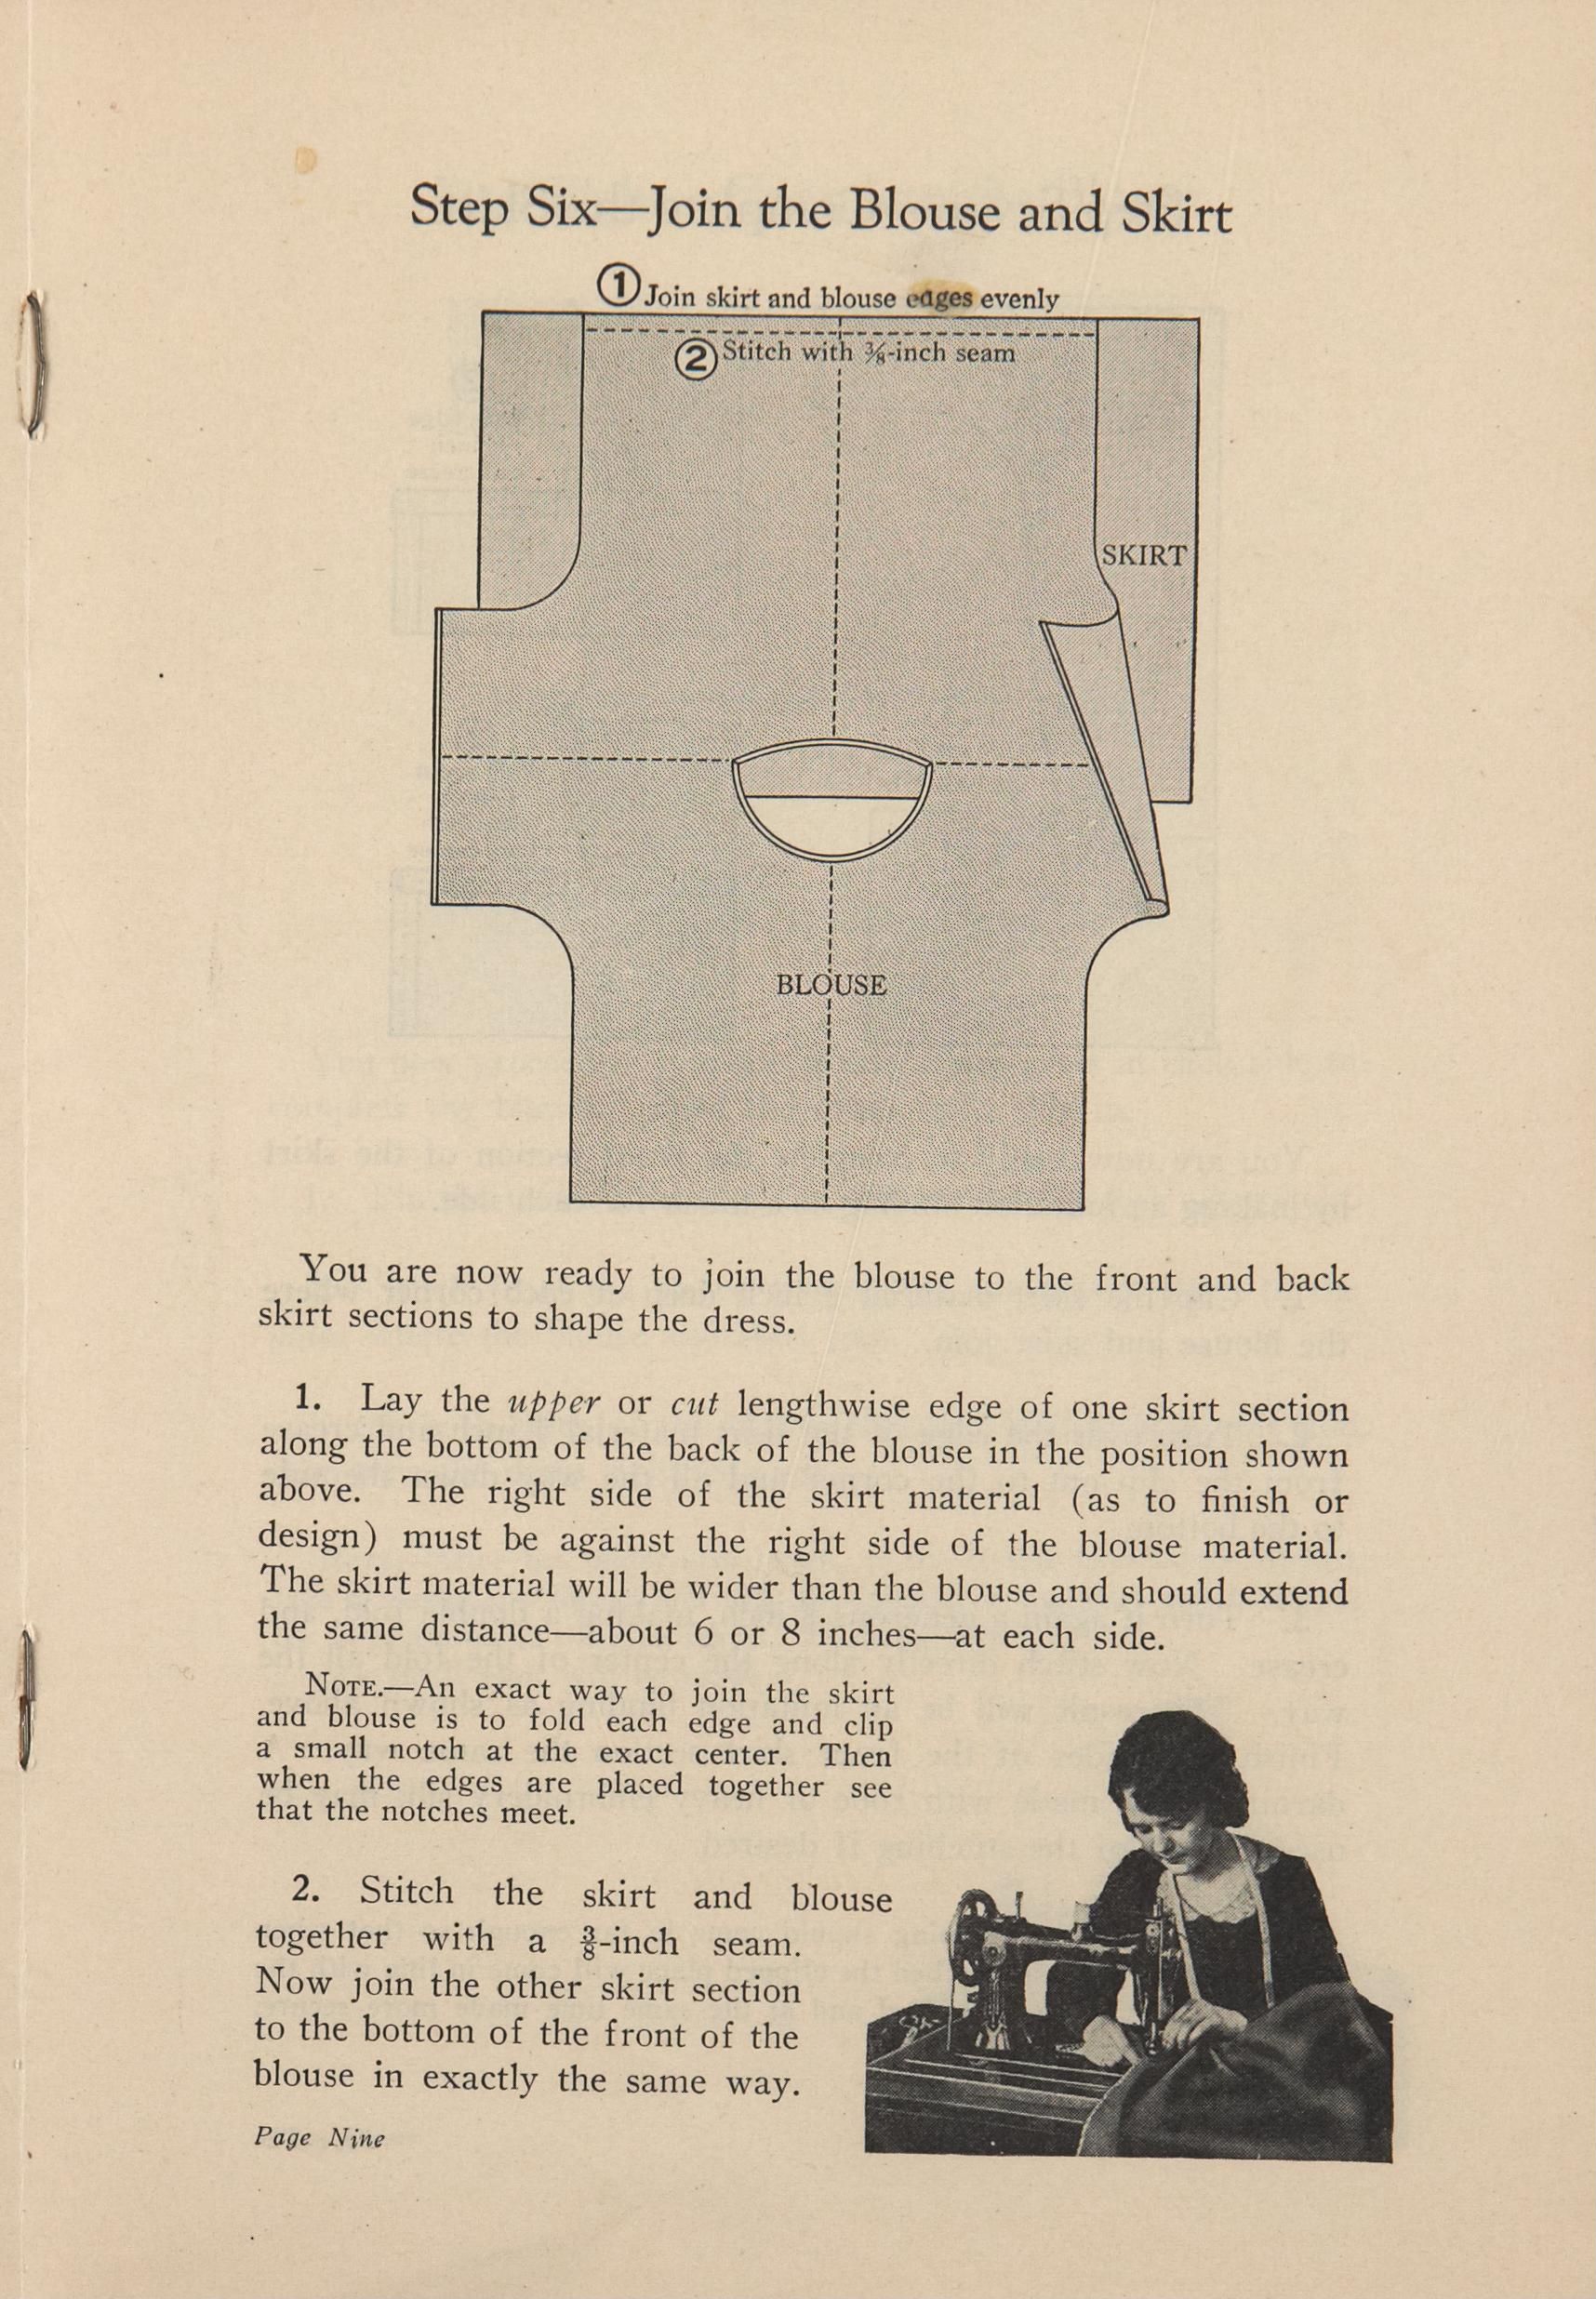 Step Six—Join the Blouse and Skirt
① Join skirt and blouse edges evenly
② Stitch with ⅜-inch seam
SKIRT
BLOUSE
You are now ready to join the blouse to the front and back
skirt sections to shape the dress.
1. Lay the upper or cut lengthwise edge of one skirt section
along the bottom of the back of the blouse in the position shown
above. The right side of the skirt material (as to finish or
design) must be against the right side of the blouse material.
The skirt material will be wider than the blouse and should extend
the same distance—about 6 or 8 inches—at each side.
NOTE.—An exact way to join the skirt
and blouse is to fold each edge and clip
a small notch at the exact center. Then
when the edges are placed together see
that the notches meet.
2. Stitch the skirt and blouse
together with a ⅜-inch seam.
Now join the other skirt section
to the bottom of the front of the
blouse in exactly the same way.
Page Nine